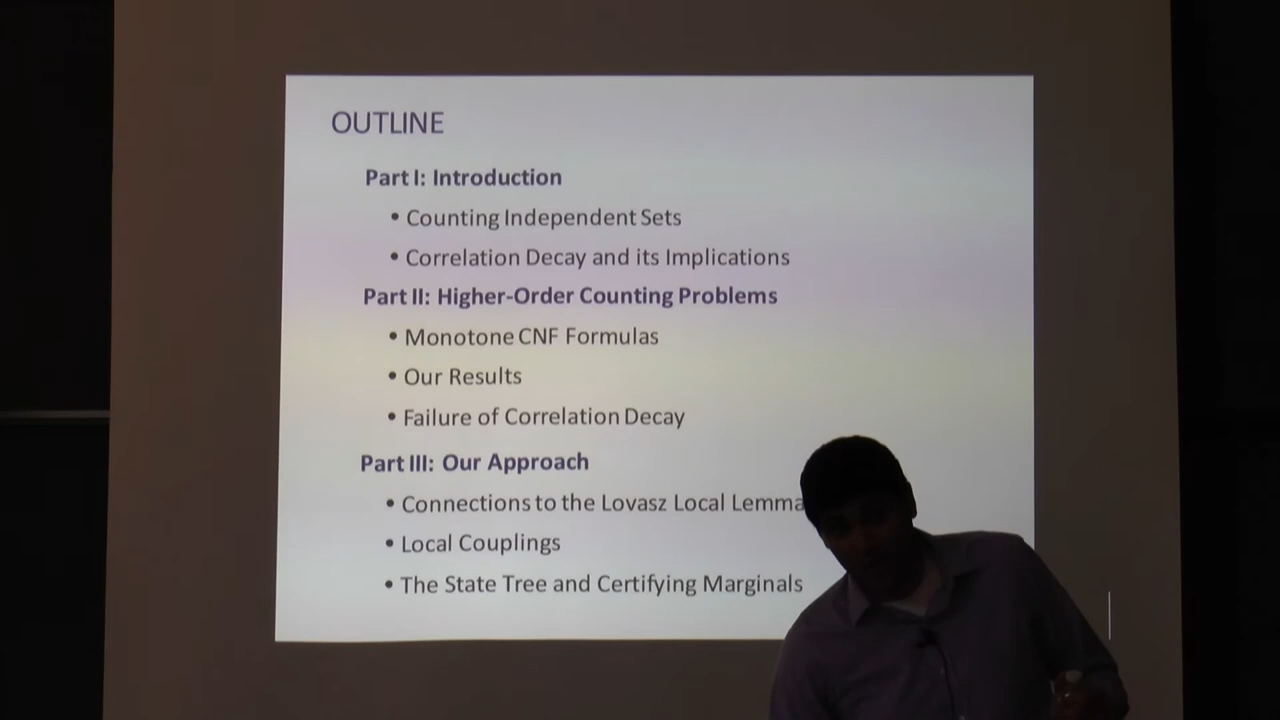 OUTLINE
Part I: Introduction
• Counting Independent Sets
• Correlation Decay and its Implications
Part II: Higher-Order Counting Problems
• Monotone CNF Formulas
• Our Results
• Failure of Correlation Decay
Part III: Our Approach
• Connections to the Lovasz Local Lemma
• Local Couplings
• The State Tree and Certifying Marginals